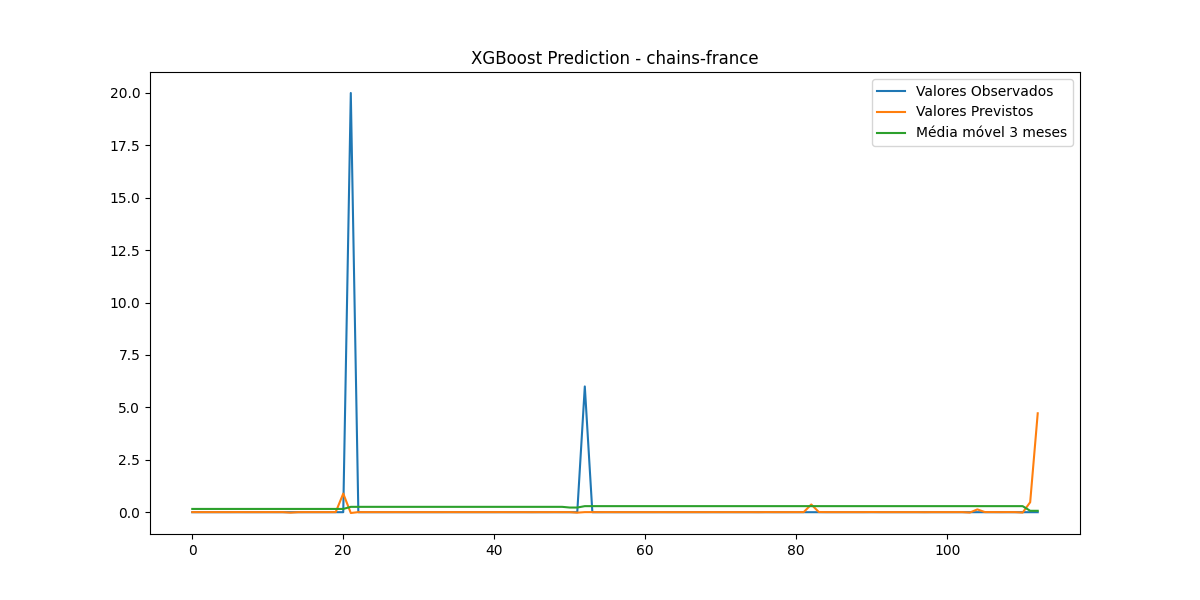 XGBoost Prediction - chains-france
Valores Observados
Valores Previstos
Média móvel 3 meses
20.0
17.5
15.0
12.5
10.0
7.5
5.0
2.5
0.0
0 20 40 60 80 100